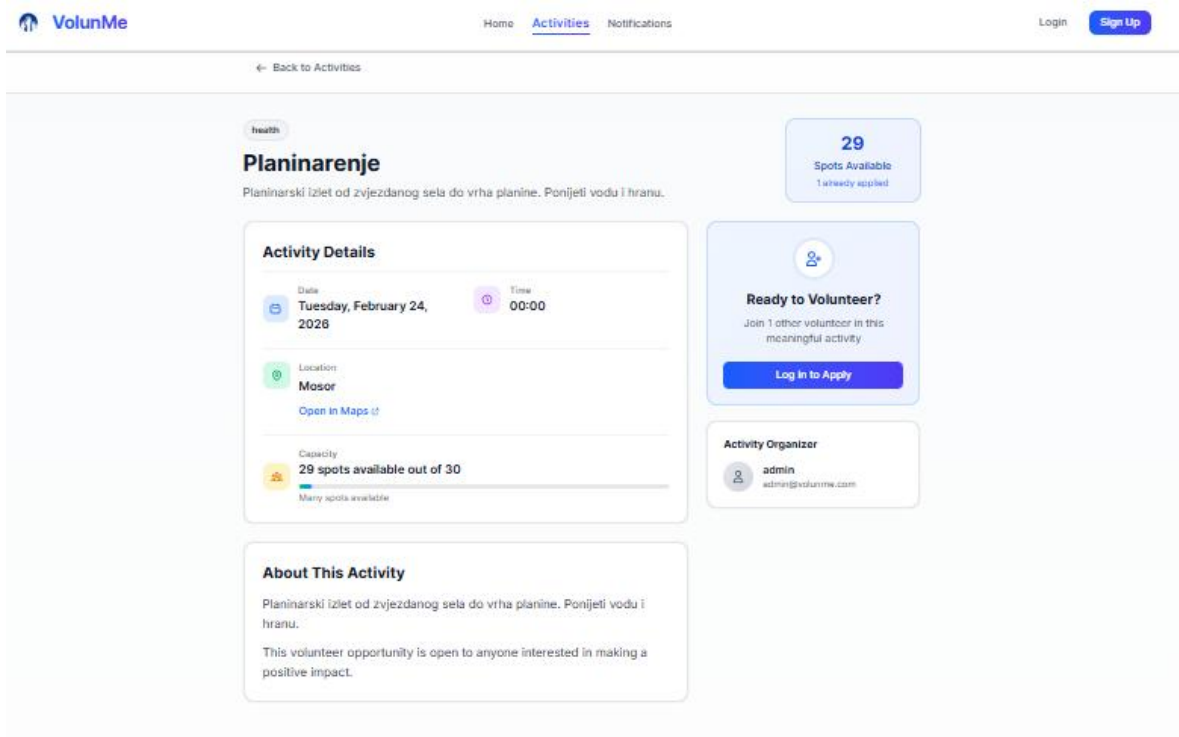 VolunMe
Home Activities Notifications
Login Sign Up
← Back to Activities
health
Planinarenje
Planinarski izlet od zvjezdanog sela do vrha planine. Ponijeti vodu i hranu.
29
Spots Available
1 already applied
Activity Details
Date
Tuesday, February 24,
2026
Time
00:00
Location
Mosor
Open in Maps
Capacity
29 spots available out of 30
Many spots available
Ready to Volunteer?
Join 1 other volunteer in this
meaningful activity
Log in to Apply
Activity Organizer
admin
admin@volunme.com
About This Activity
Planinarski izlet od zvjezdanog sela do vrha planine. Ponijeti vodu i
hranu.
This volunteer opportunity is open to anyone interested in making a
positive impact.